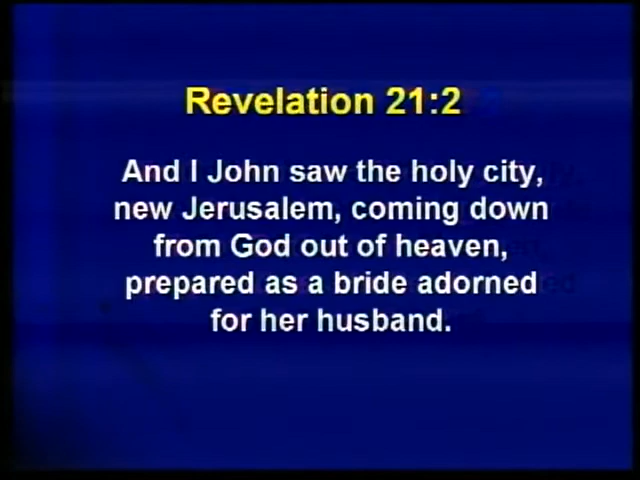 Revelation 21:2
And I John saw the holy city,
new Jerusalem, coming down
from God out of heaven,
prepared as a bride adorned
for her husband.